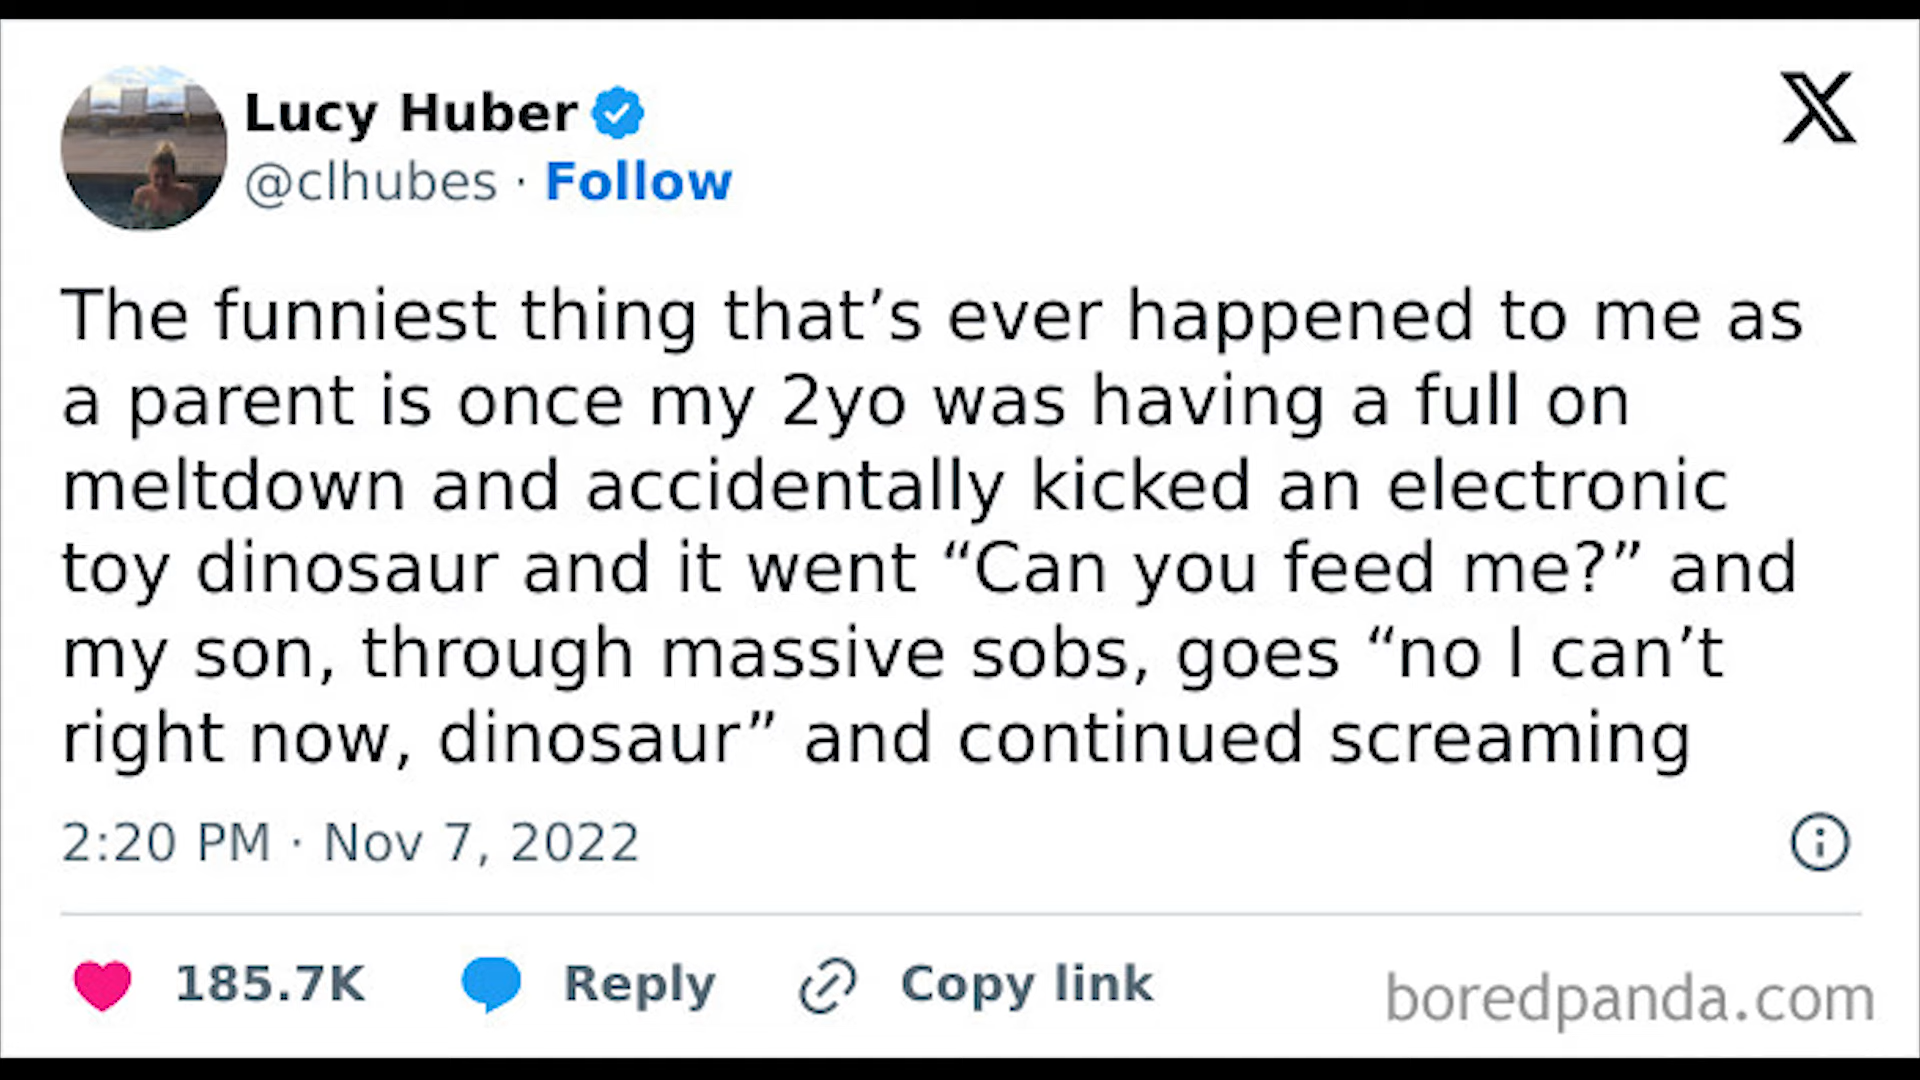 Lucy Huber
@clhubes · Follow
The funniest thing that’s ever happened to me as
a parent is once my 2yo was having a full on
meltdown and accidentally kicked an electronic
toy dinosaur and it went “Can you feed me?” and
my son, through massive sobs, goes “no I can’t
right now, dinosaur” and continued screaming
2:20 PM · Nov 7, 2022
185.7K Reply Copy link
boredpanda.com